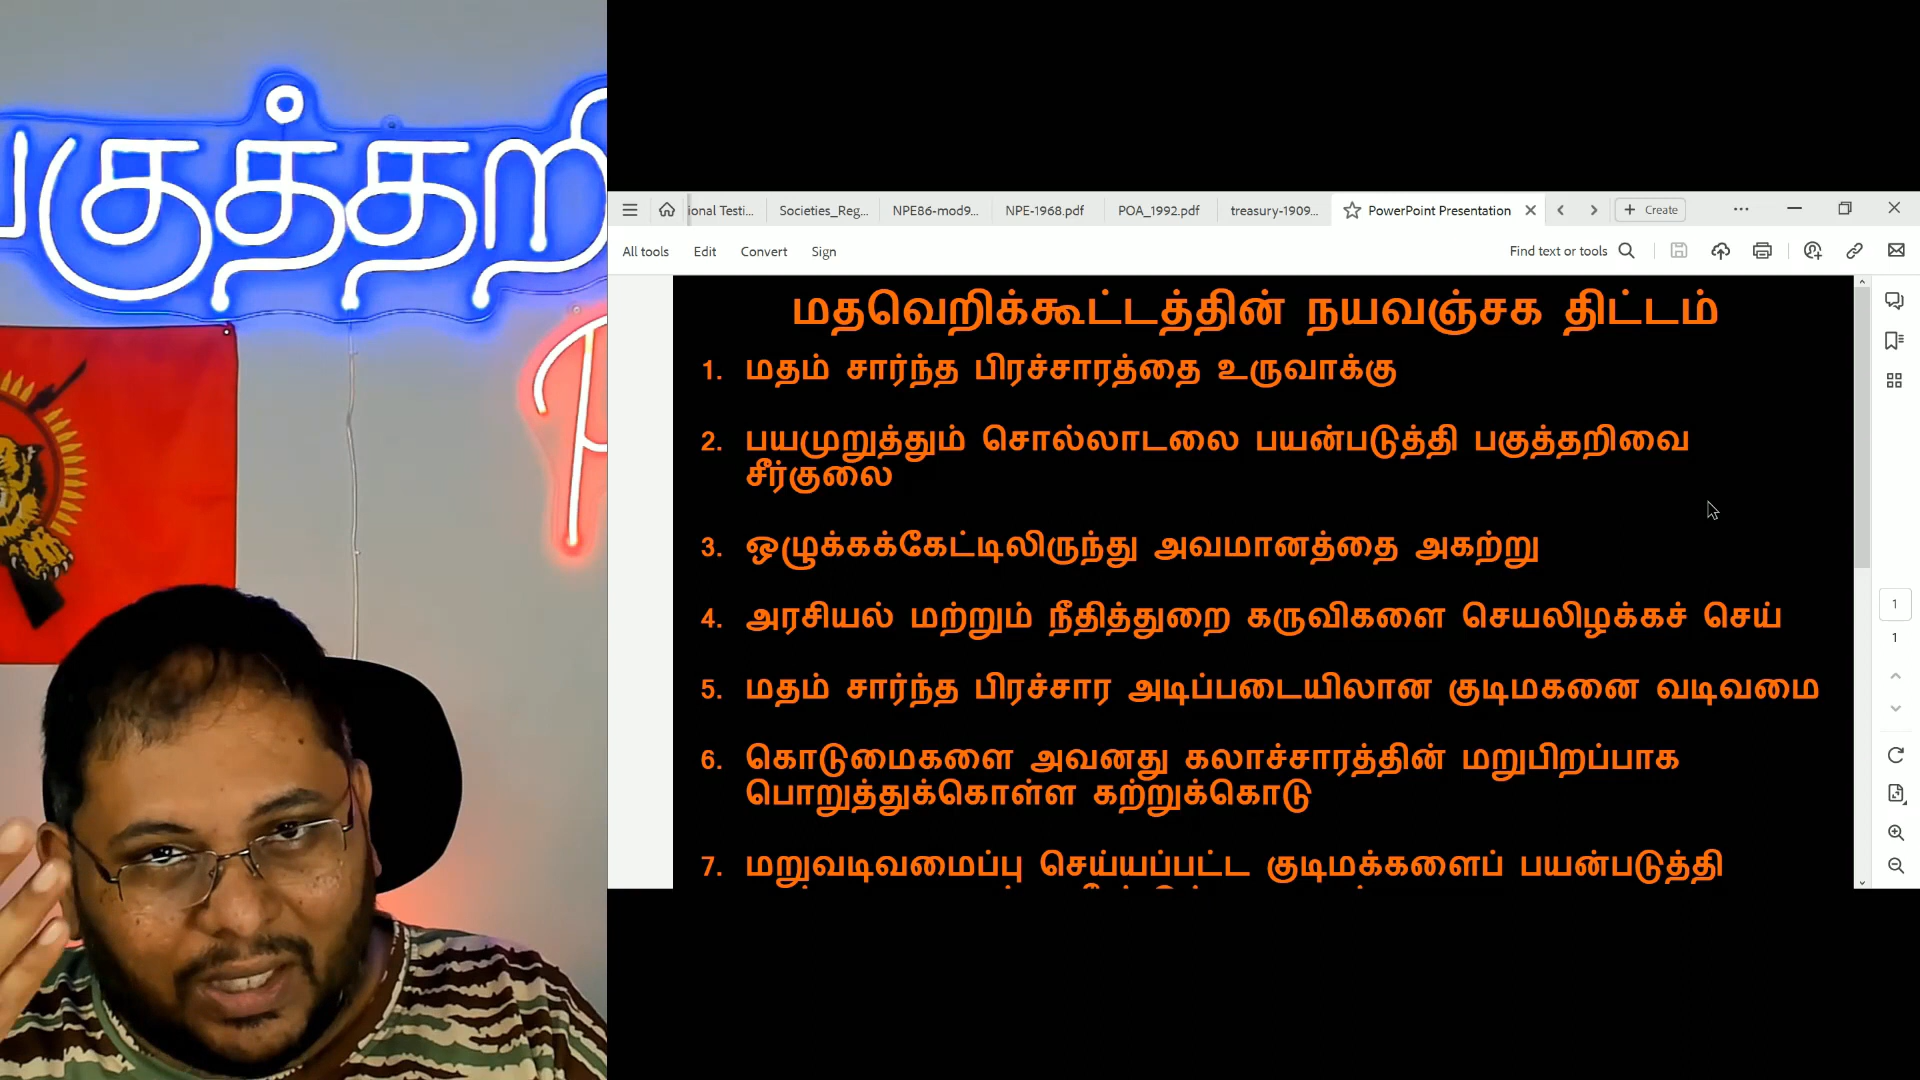 பகுத்தறி
ional Testi...
Societies_Reg...
NPE86-mod9...
NPE-1968.pdf
POA_1992.pdf
treasury-1909...
PowerPoint Presentation
Create
All tools
Edit
Convert
Sign
Find text or tools
மதவெறிக்கூட்டத்தின் நயவஞ்சக திட்டம்
1. மதம் சார்ந்த பிரச்சாரத்தை உருவாக்கு
2. பயமுறுத்தும் சொல்லாடலை பயன்படுத்தி பகுத்தறிவை
சீர்குலை
3. ஒழுக்கக்கேட்டிலிருந்து அவமானத்தை அகற்று
4. அரசியல் மற்றும் நீதித்துறை கருவிகளை செயலிழக்கச் செய்
5. மதம் சார்ந்த பிரச்சார அடிப்படையிலான குடிமகனை வடிவமை
6. கொடுமைகளை அவனது கலாச்சாரத்தின் மறுபிறப்பாக
பொறுத்துக்கொள்ள கற்றுக்கொடு
7. மறுவடிவமைப்பு செய்யப்பட்ட குடிமக்களைப் பயன்படுத்தி
1
1